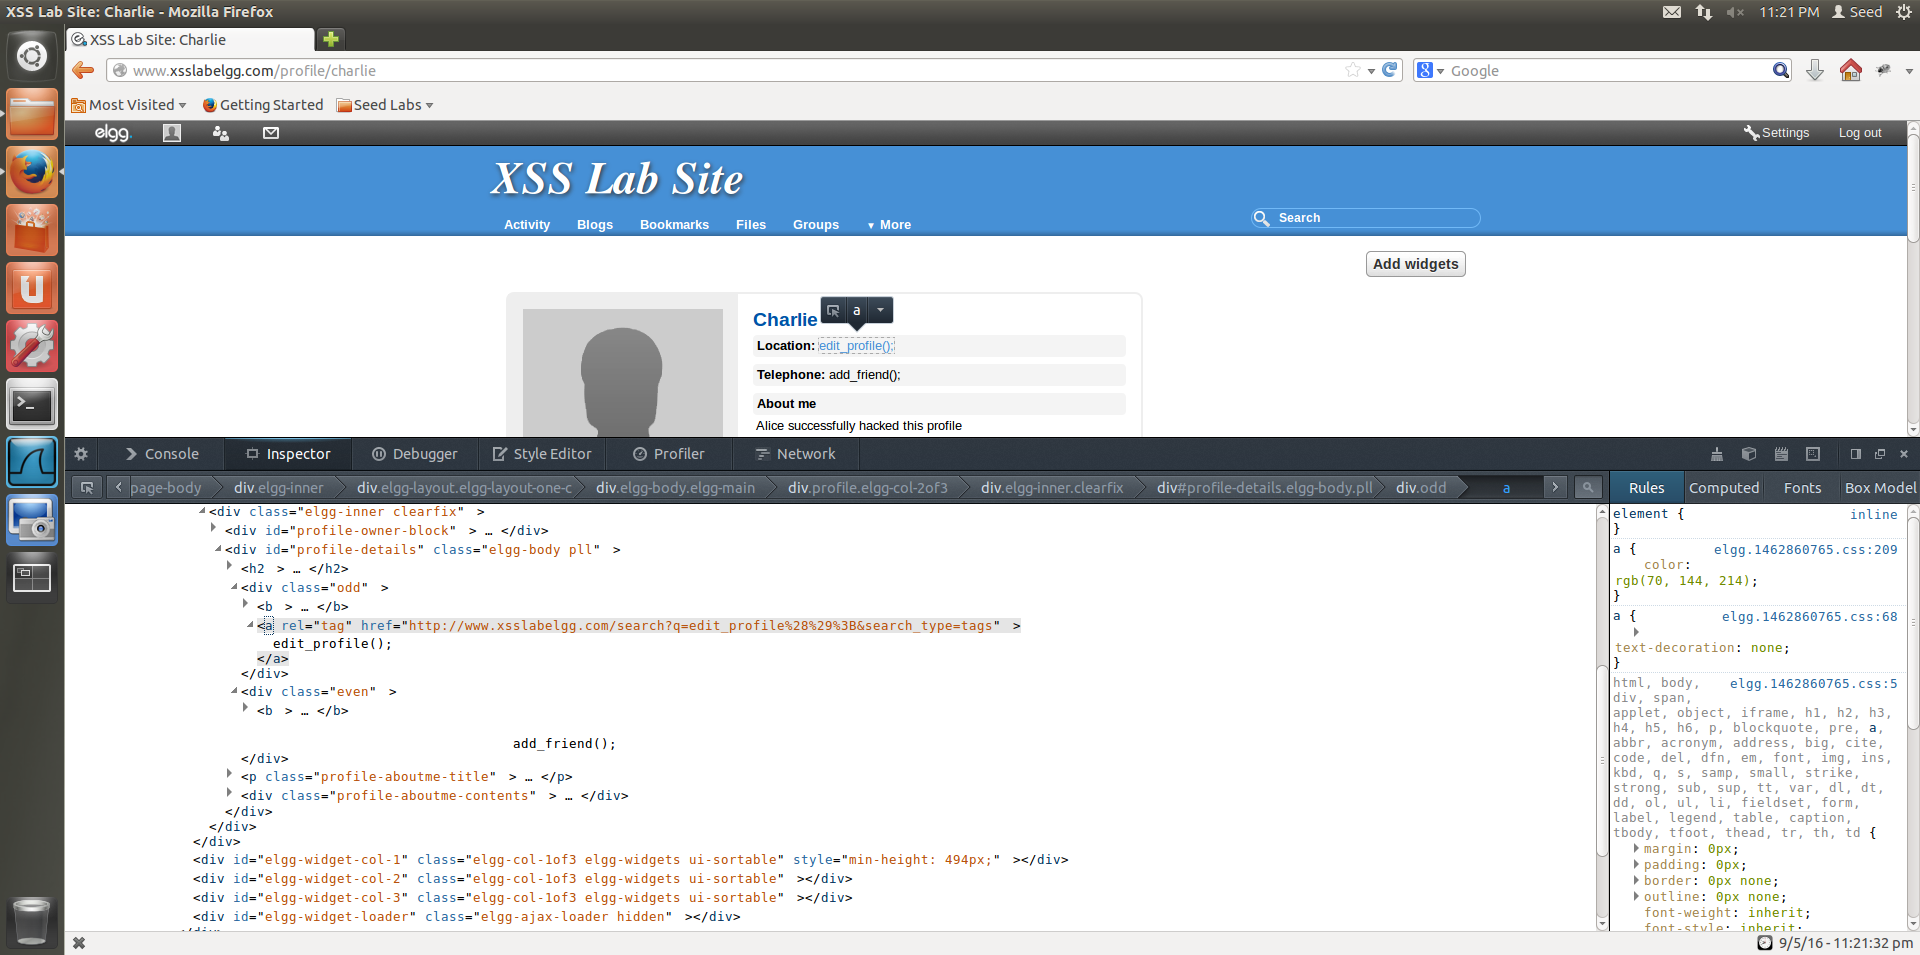 XSS Lab Site: Charlie - Mozilla Firefox
11:21 PM Seed
XSS Lab Site: Charlie
www.xsslabelgg.com/profile/charlie
Google
Most Visited Getting Started Seed Labs
elgg.
Settings Log out
XSS Lab Site
Activity Blogs Bookmarks Files Groups ▼ More
Search
Add widgets
a
Charlie
Location: edit_profile();
Telephone: add_friend();
About me
Alice successfully hacked this profile
Console Inspector Debugger Style Editor Profiler Network
page-body div.elgg-inner div.elgg-layout.elgg-layout-one-c div.elgg-body.elgg-main div.profile.elgg-col-2of3 div.elgg-inner.clearfix div#profile-details.elgg-body.pll div.odd a
Rules Computed Fonts Box Model
<div class="elgg-inner clearfix" >
<div id="profile-owner-block" > … </div>
<div id="profile-details" class="elgg-body pll" >
<h2 > … </h2>
<div class="odd" >
<b > … </b>
<a rel="tag" href="http://www.xsslabelgg.com/search?q=edit_profile%28%29%3B&search_type=tags" >
edit_profile();
</a>
</div>
<div class="even" >
<b > … </b>
add_friend();
</div>
<p class="profile-aboutme-title" > … </p>
<div class="profile-aboutme-contents" > … </div>
</div>
</div>
</div>
<div id="elgg-widget-col-1" class="elgg-col-1of3 elgg-widgets ui-sortable" style="min-height: 494px;" ></div>
<div id="elgg-widget-col-2" class="elgg-col-1of3 elgg-widgets ui-sortable" ></div>
<div id="elgg-widget-col-3" class="elgg-col-1of3 elgg-widgets ui-sortable" ></div>
<div id="elgg-widget-loader" class="elgg-ajax-loader hidden" ></div>
element { inline
}
a { elgg.1462860765.css:209
color:
rgb(70, 144, 214);
}
a { elgg.1462860765.css:68
text-decoration: none;
}
html, body, elgg.1462860765.css:5
div, span,
applet, object, iframe, h1, h2, h3,
h4, h5, h6, p, blockquote, pre, a,
abbr, acronym, address, big, cite,
code, del, dfn, em, font, img, ins,
kbd, q, s, samp, small, strike,
strong, sub, sup, tt, var, dl, dt,
dd, ol, ul, li, fieldset, form,
label, legend, table, caption,
tbody, tfoot, thead, tr, th, td {
margin: 0px;
padding: 0px;
border: 0px none;
outline: 0px none;
font-weight: inherit;
font-style: inherit;
9/5/16 - 11:21:32 pm